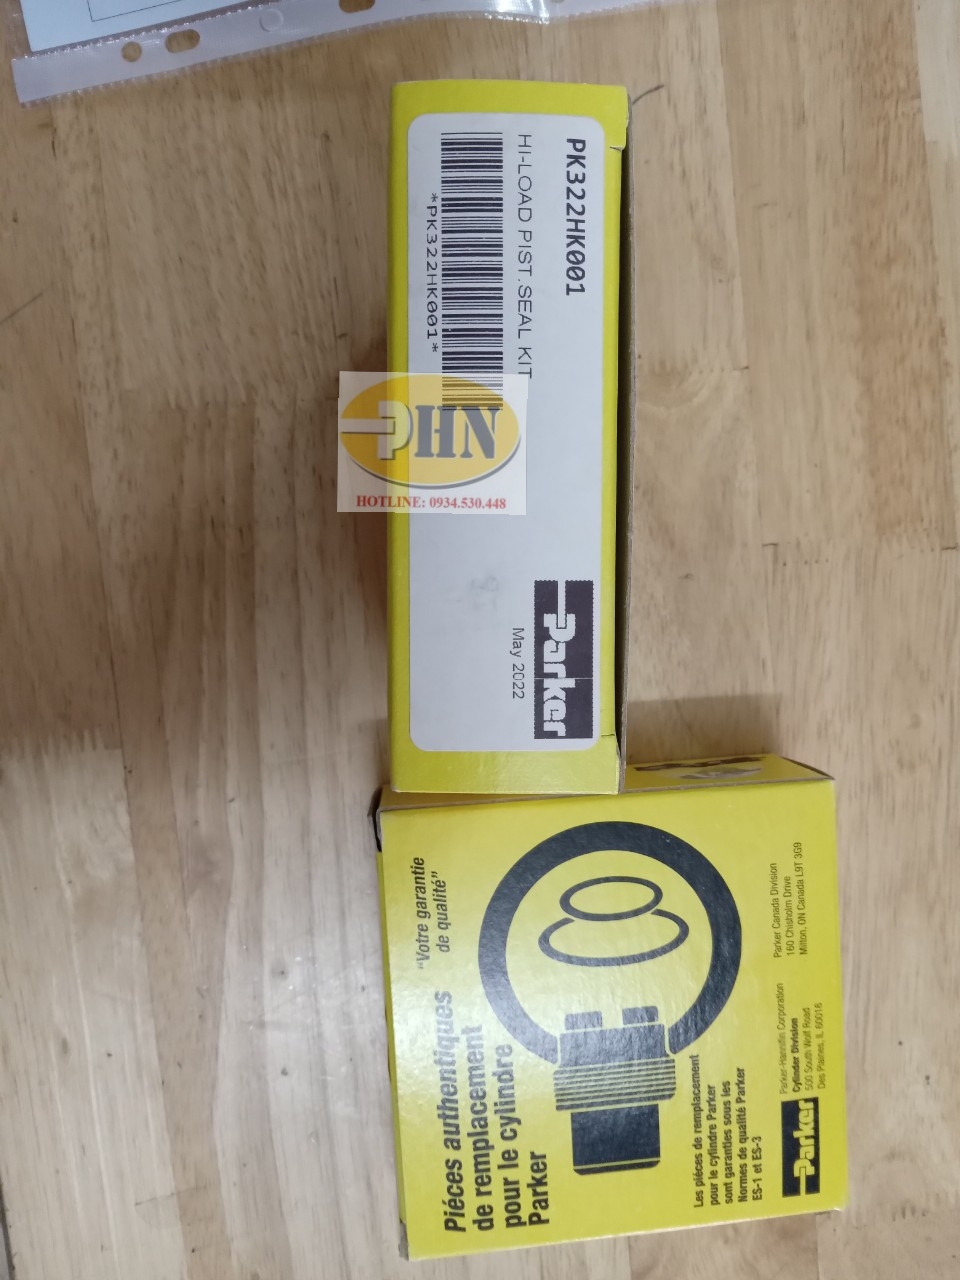 PK322HK001
HI-LOAD PIST.SEAL KIT
*PK322HK001*
Parker
May 2022
PHN
HOTLINE: 0934.530.448
Piéces authentiques
de remplacement
pour le cylindre
Parker
"Votre garantie
de qualité"
Les piéces de remplacement
pour le cylindre Parker
sont garanties sous les
Normes de qualité Parker
ES-1 et ES-3
Parker
Parker-Hannifin Corporation
Cylinder Division
500 South Wolf Road
Des Plaines, IL 60016
Parker Canada Division
160 Chisholm Drive
Milton, ON Canada L9T 3G9